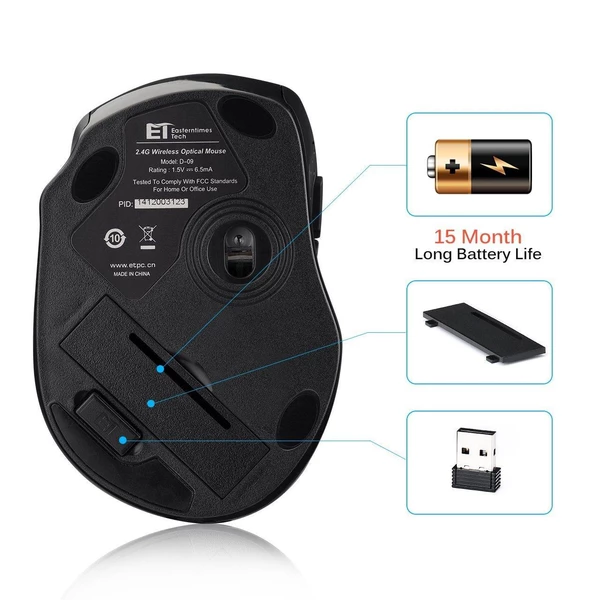 ET Easterntimes
Tech
2.4G Wireless Optical Mouse
Model: D-09
Rating : 1.5V⎓6.5mA
Tested To Comply With FCC Standards
For Home Or Office Use
PID: 1412003123
10
www.etpc.cn
MADE IN CHINA
ET
15 Month
Long Battery Life